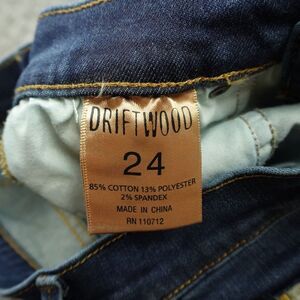 DRIFTWOOD
24
85% COTTON 13% POLYESTER
2% SPANDEX
MADE IN CHINA
RN 110712